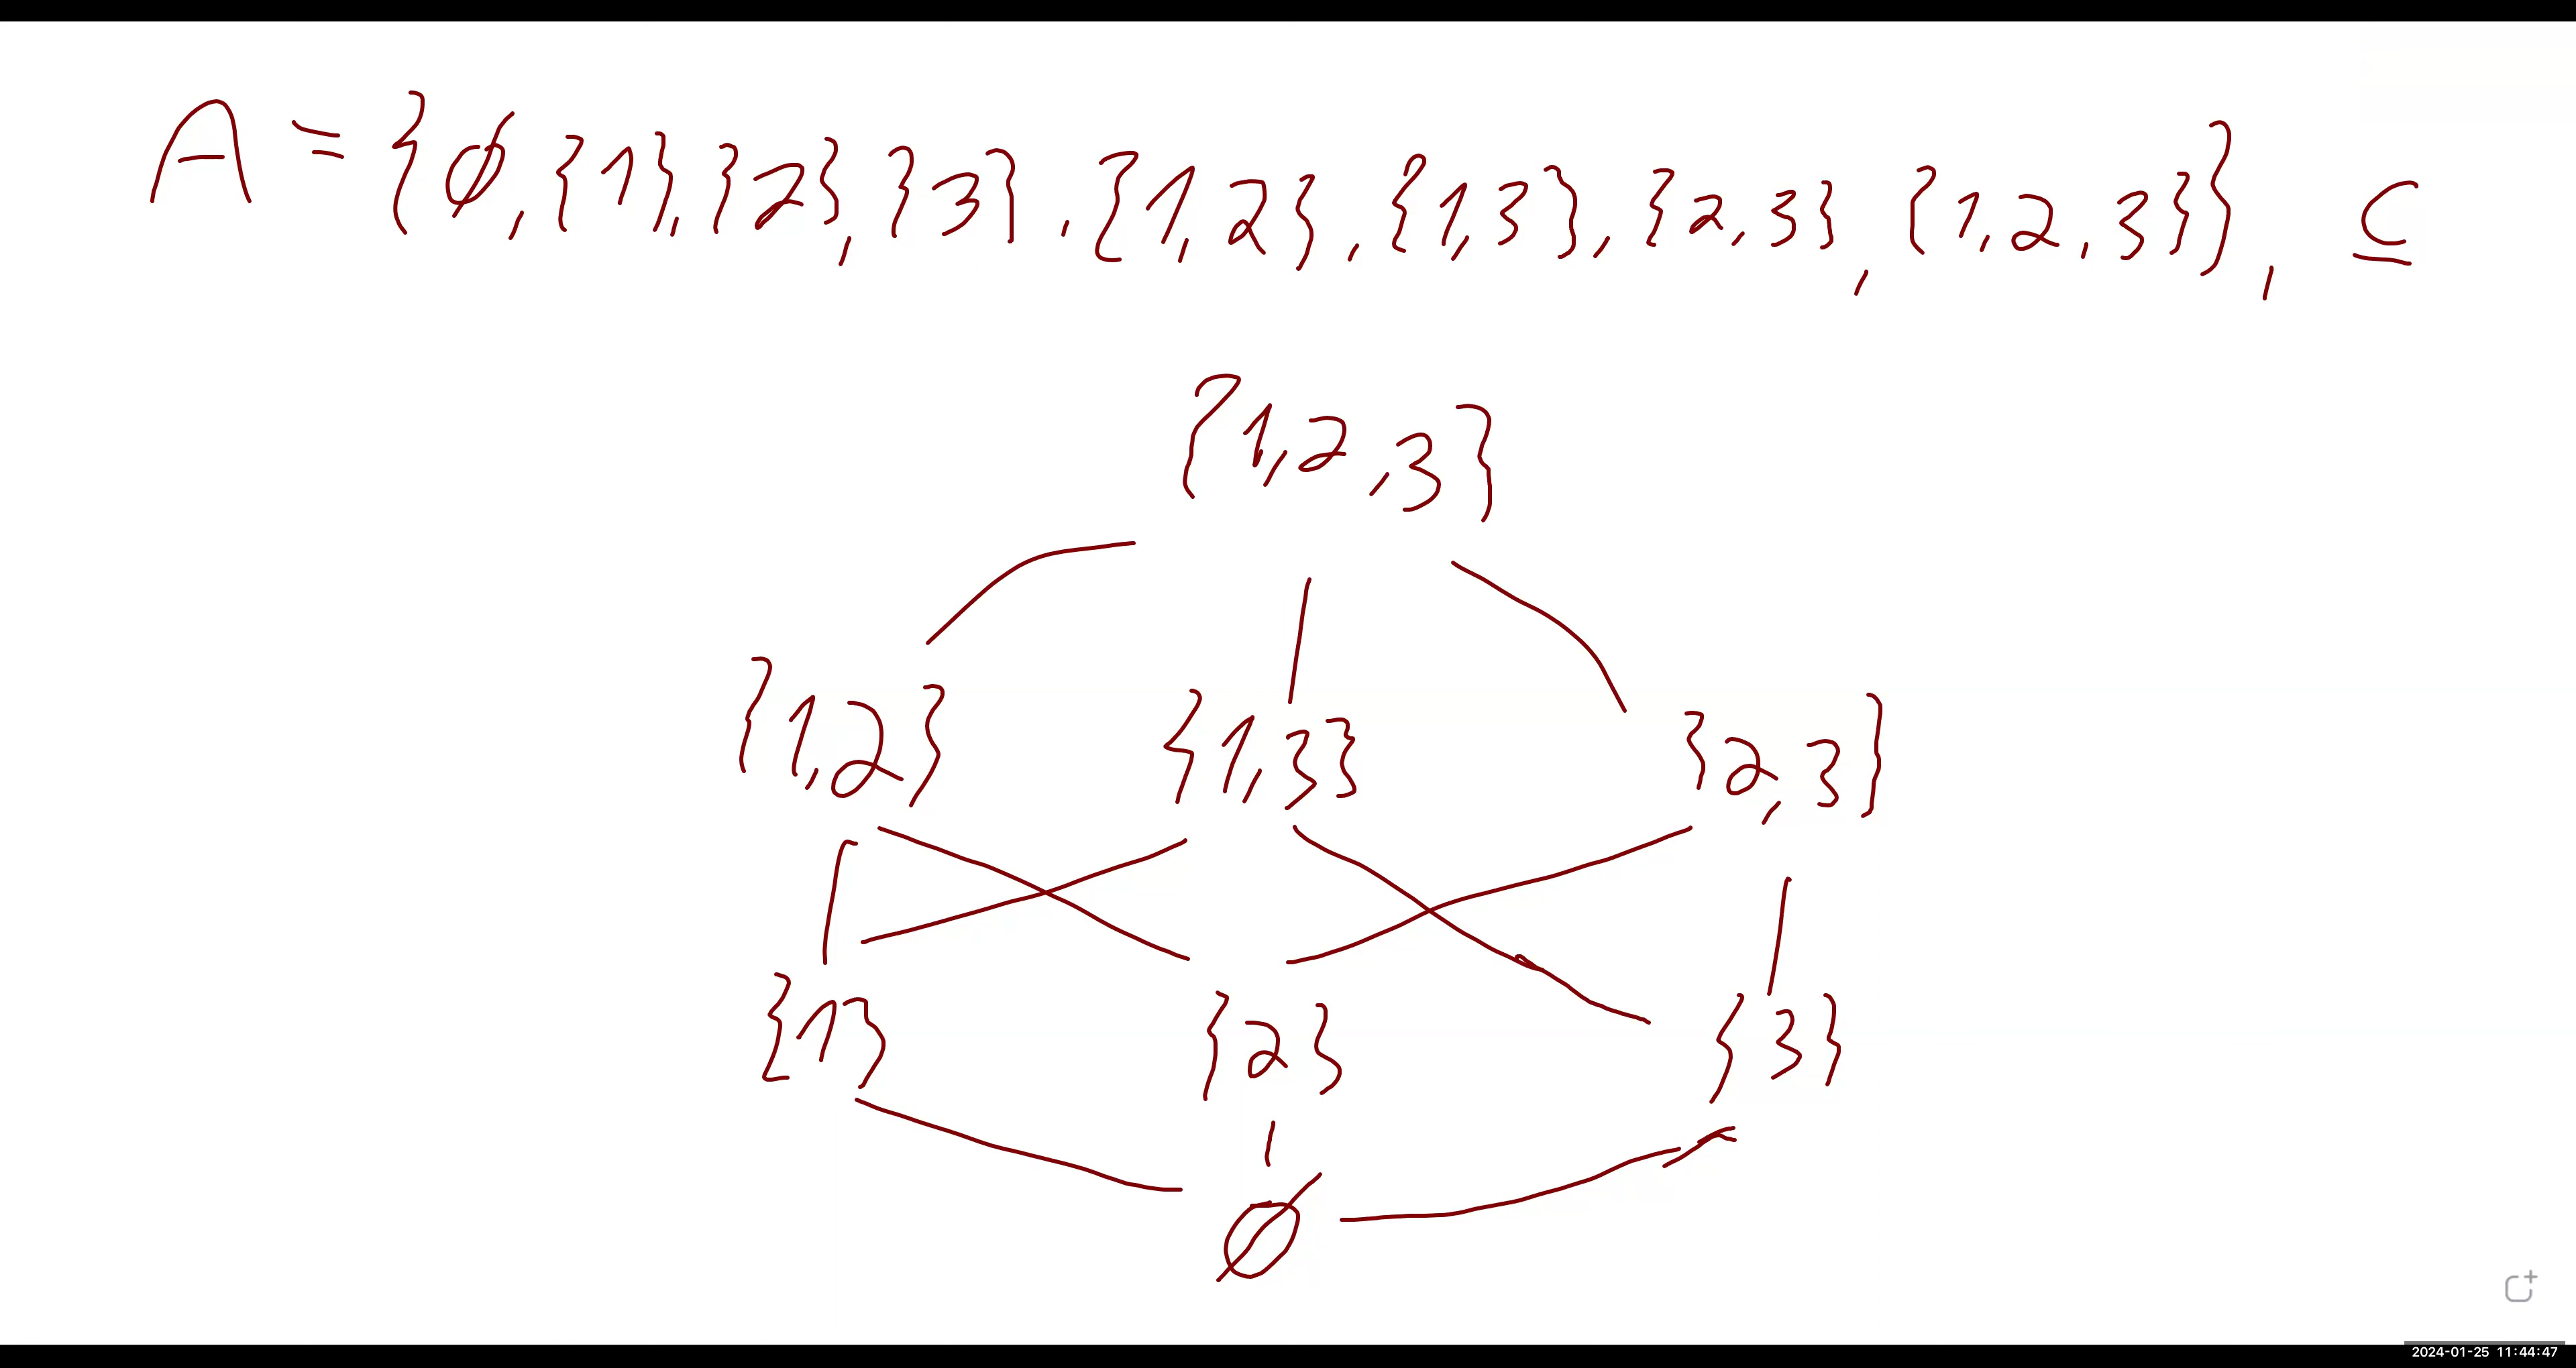 A = {∅, {1}, {2}, {3}, {1,2}, {1,3}, {2,3}, {1,2,3}}, ⊆
{1,2,3}
{1,2} {1,3} {2,3}
{1} {2} {3}
∅
2024-01-25 11:44:47